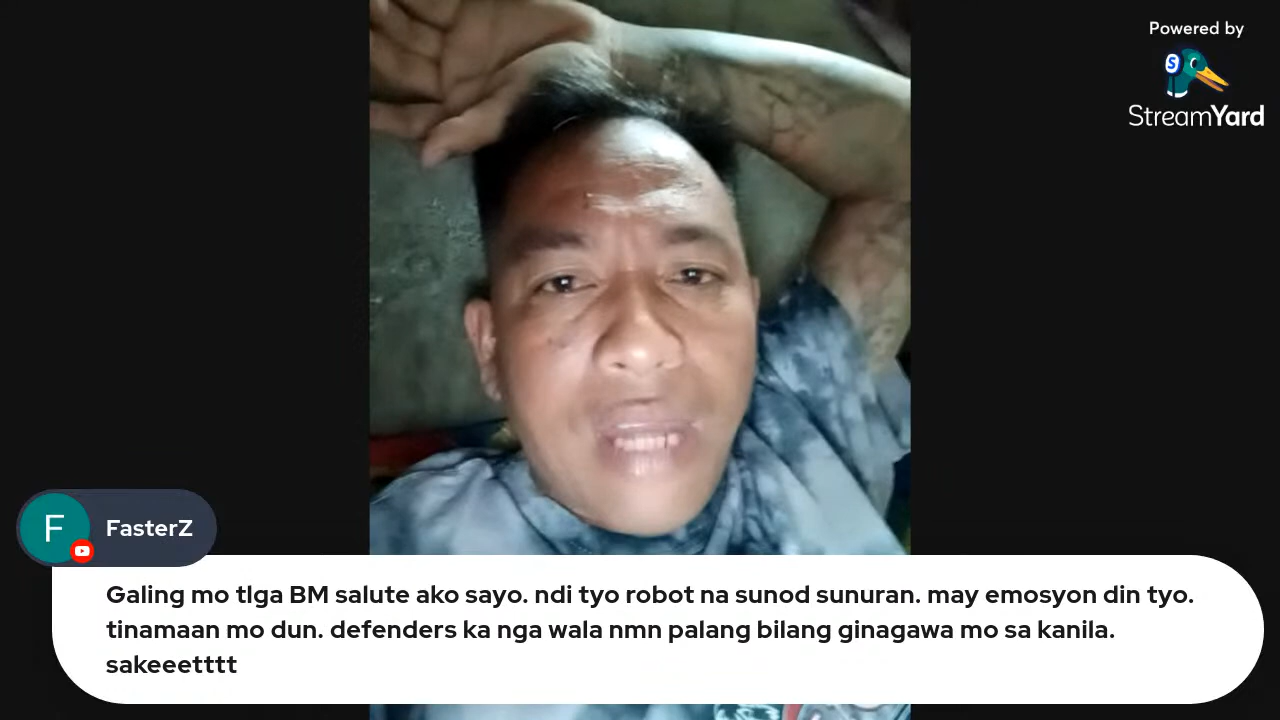 Powered by
StreamYard
F FasterZ
Galing mo tlga BM salute ako sayo. ndi tyo robot na sunod sunuran. may emosyon din tyo.
tinamaan mo dun. defenders ka nga wala nmn palang bilang ginagawa mo sa kanila.
sakeeetttt